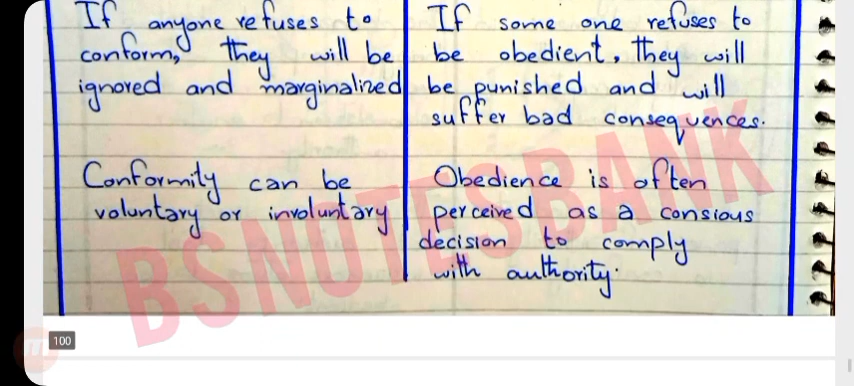 If anyone refuses to
conform, they will be
ignored and marginalized
If some one refuses to
be obedient, they will
be punished and will
suffer bad consequences.
Conformity can be
voluntary or involuntary
Obedience is often
perceived as a consious
decision to comply
with authority.
BSNOTESBANK
100